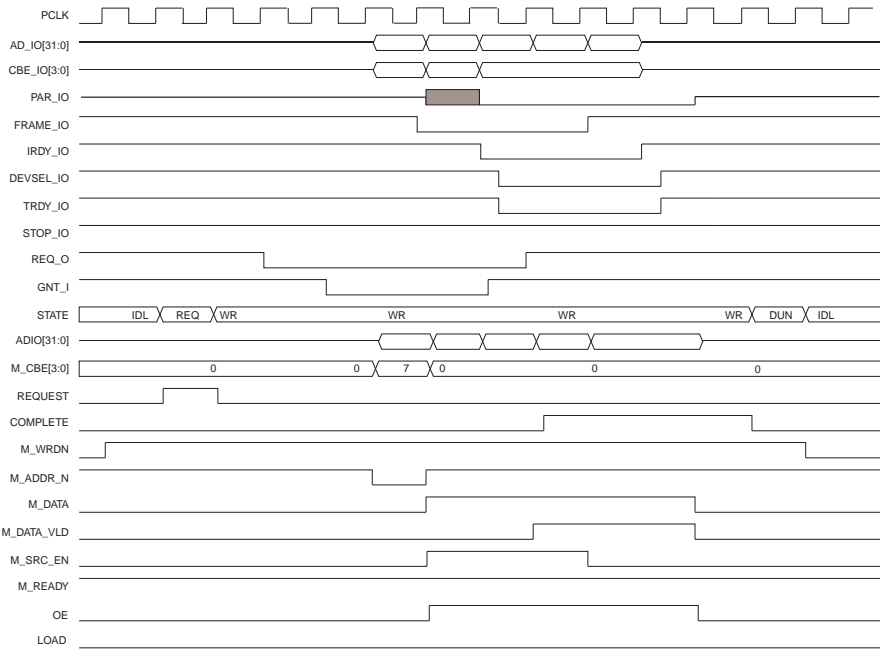 PCLK
AD_IO[31:0]
CBE_IO[3:0]
PAR_IO
FRAME_IO
IRDY_IO
DEVSEL_IO
TRDY_IO
STOP_IO
REQ_O
GNT_I
STATE IDL REQ WR WR WR WR DUN IDL
ADIO[31:0]
M_CBE[3:0] 0 0 7 0 0 0
REQUEST
COMPLETE
M_WRDN
M_ADDR_N
M_DATA
M_DATA_VLD
M_SRC_EN
M_READY
OE
LOAD